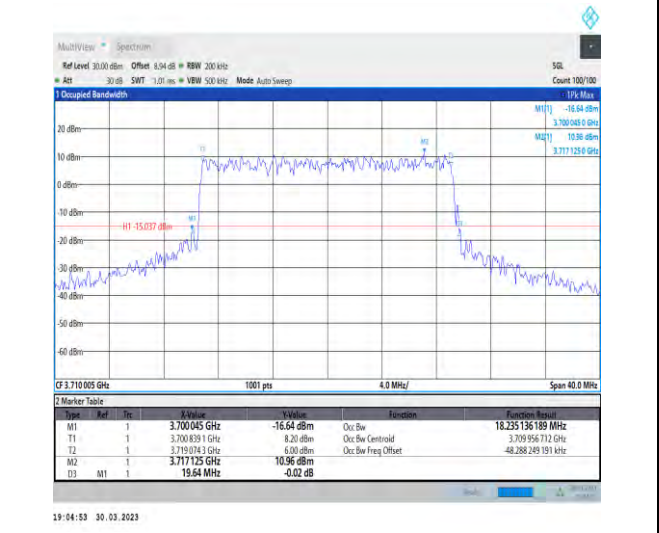 MultiView Spectrum
Ref Level 30.00 dBm Offset 8.94 dB RBW 200 kHz SGL
Att 30 dB SWT 1.01 ms VBW 500 kHz Mode Auto Sweep Count 100/100
1 Occupied Bandwidth 1Pk Max
M1[1] -16.64 dBm
3.700 045 0 GHz
20 dBm M2[1] 10.96 dBm
3.717 125 0 GHz
M2
T1 T2
10 dBm
0 dBm
-10 dBm
M1
H1 -15.037 dBm
D3
-20 dBm
-30 dBm
-40 dBm
-50 dBm
-60 dBm
CF 3.710 005 GHz 1001 pts 4.0 MHz/ Span 40.0 MHz
2 Marker Table
Type Ref Trc X-Value Y-Value Function Function Result
M1 1 3.700 045 GHz -16.64 dBm Occ Bw 18.235 136 189 MHz
T1 1 3.700 839 1 GHz 8.20 dBm Occ Bw Centroid 3.709 956 712 GHz
T2 1 3.719 074 3 GHz 6.00 dBm Occ Bw Freq Offset -48.288 249 191 kHz
M2 1 3.717 125 GHz 10.96 dBm
D3 M1 1 19.64 MHz -0.02 dB
19:04:53 30.03.2023